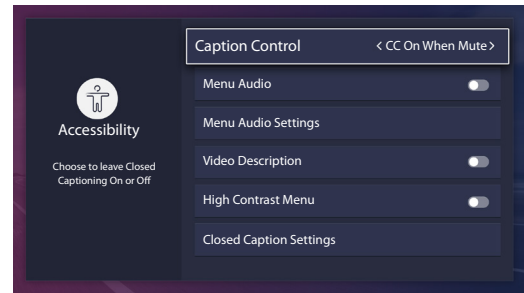 Caption Control
< CC On When Mute >
Menu Audio
Accessibility
Menu Audio Settings
Choose to leave Closed
Captioning On or Off
Video Description
High Contrast Menu
Closed Caption Settings